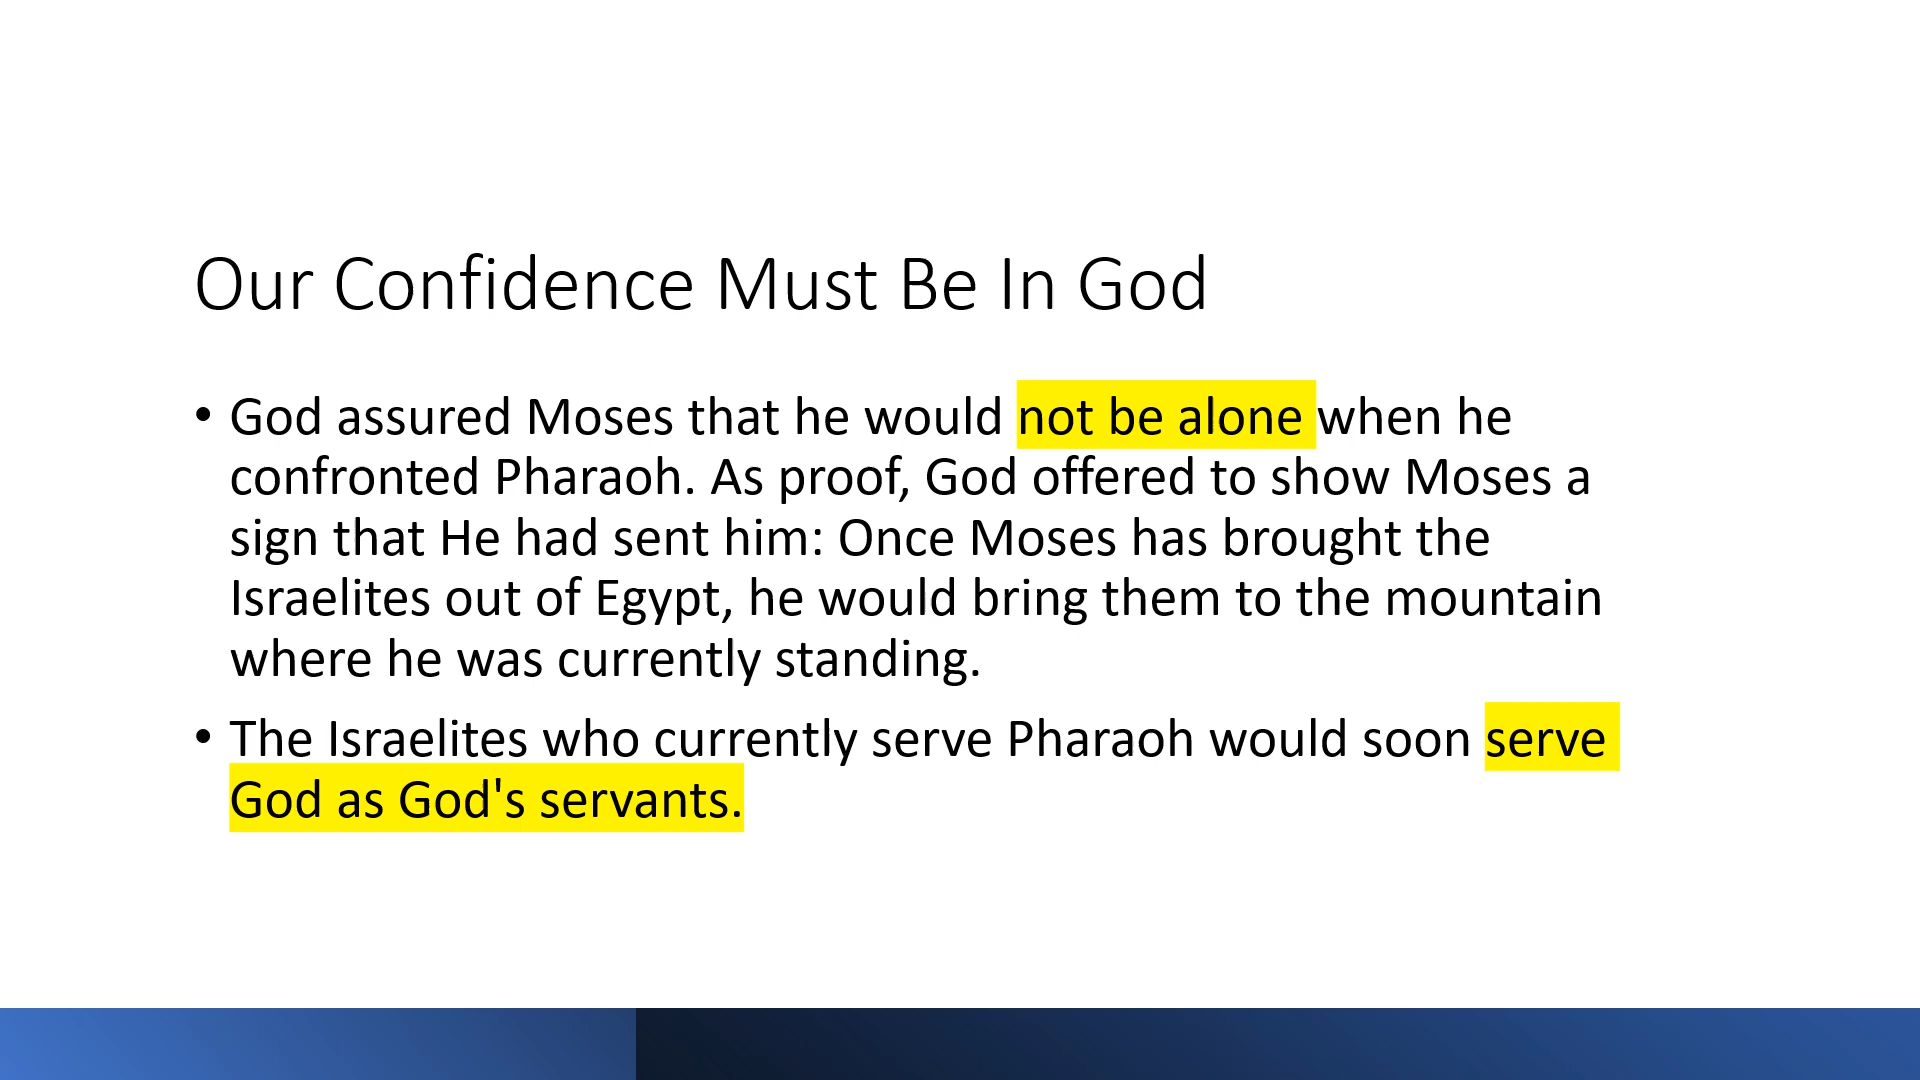 Our Confidence Must Be In God
• God assured Moses that he would not be alone when he
confronted Pharaoh. As proof, God offered to show Moses a
sign that He had sent him: Once Moses has brought the
Israelites out of Egypt, he would bring them to the mountain
where he was currently standing.
• The Israelites who currently serve Pharaoh would soon serve
God as God's servants.